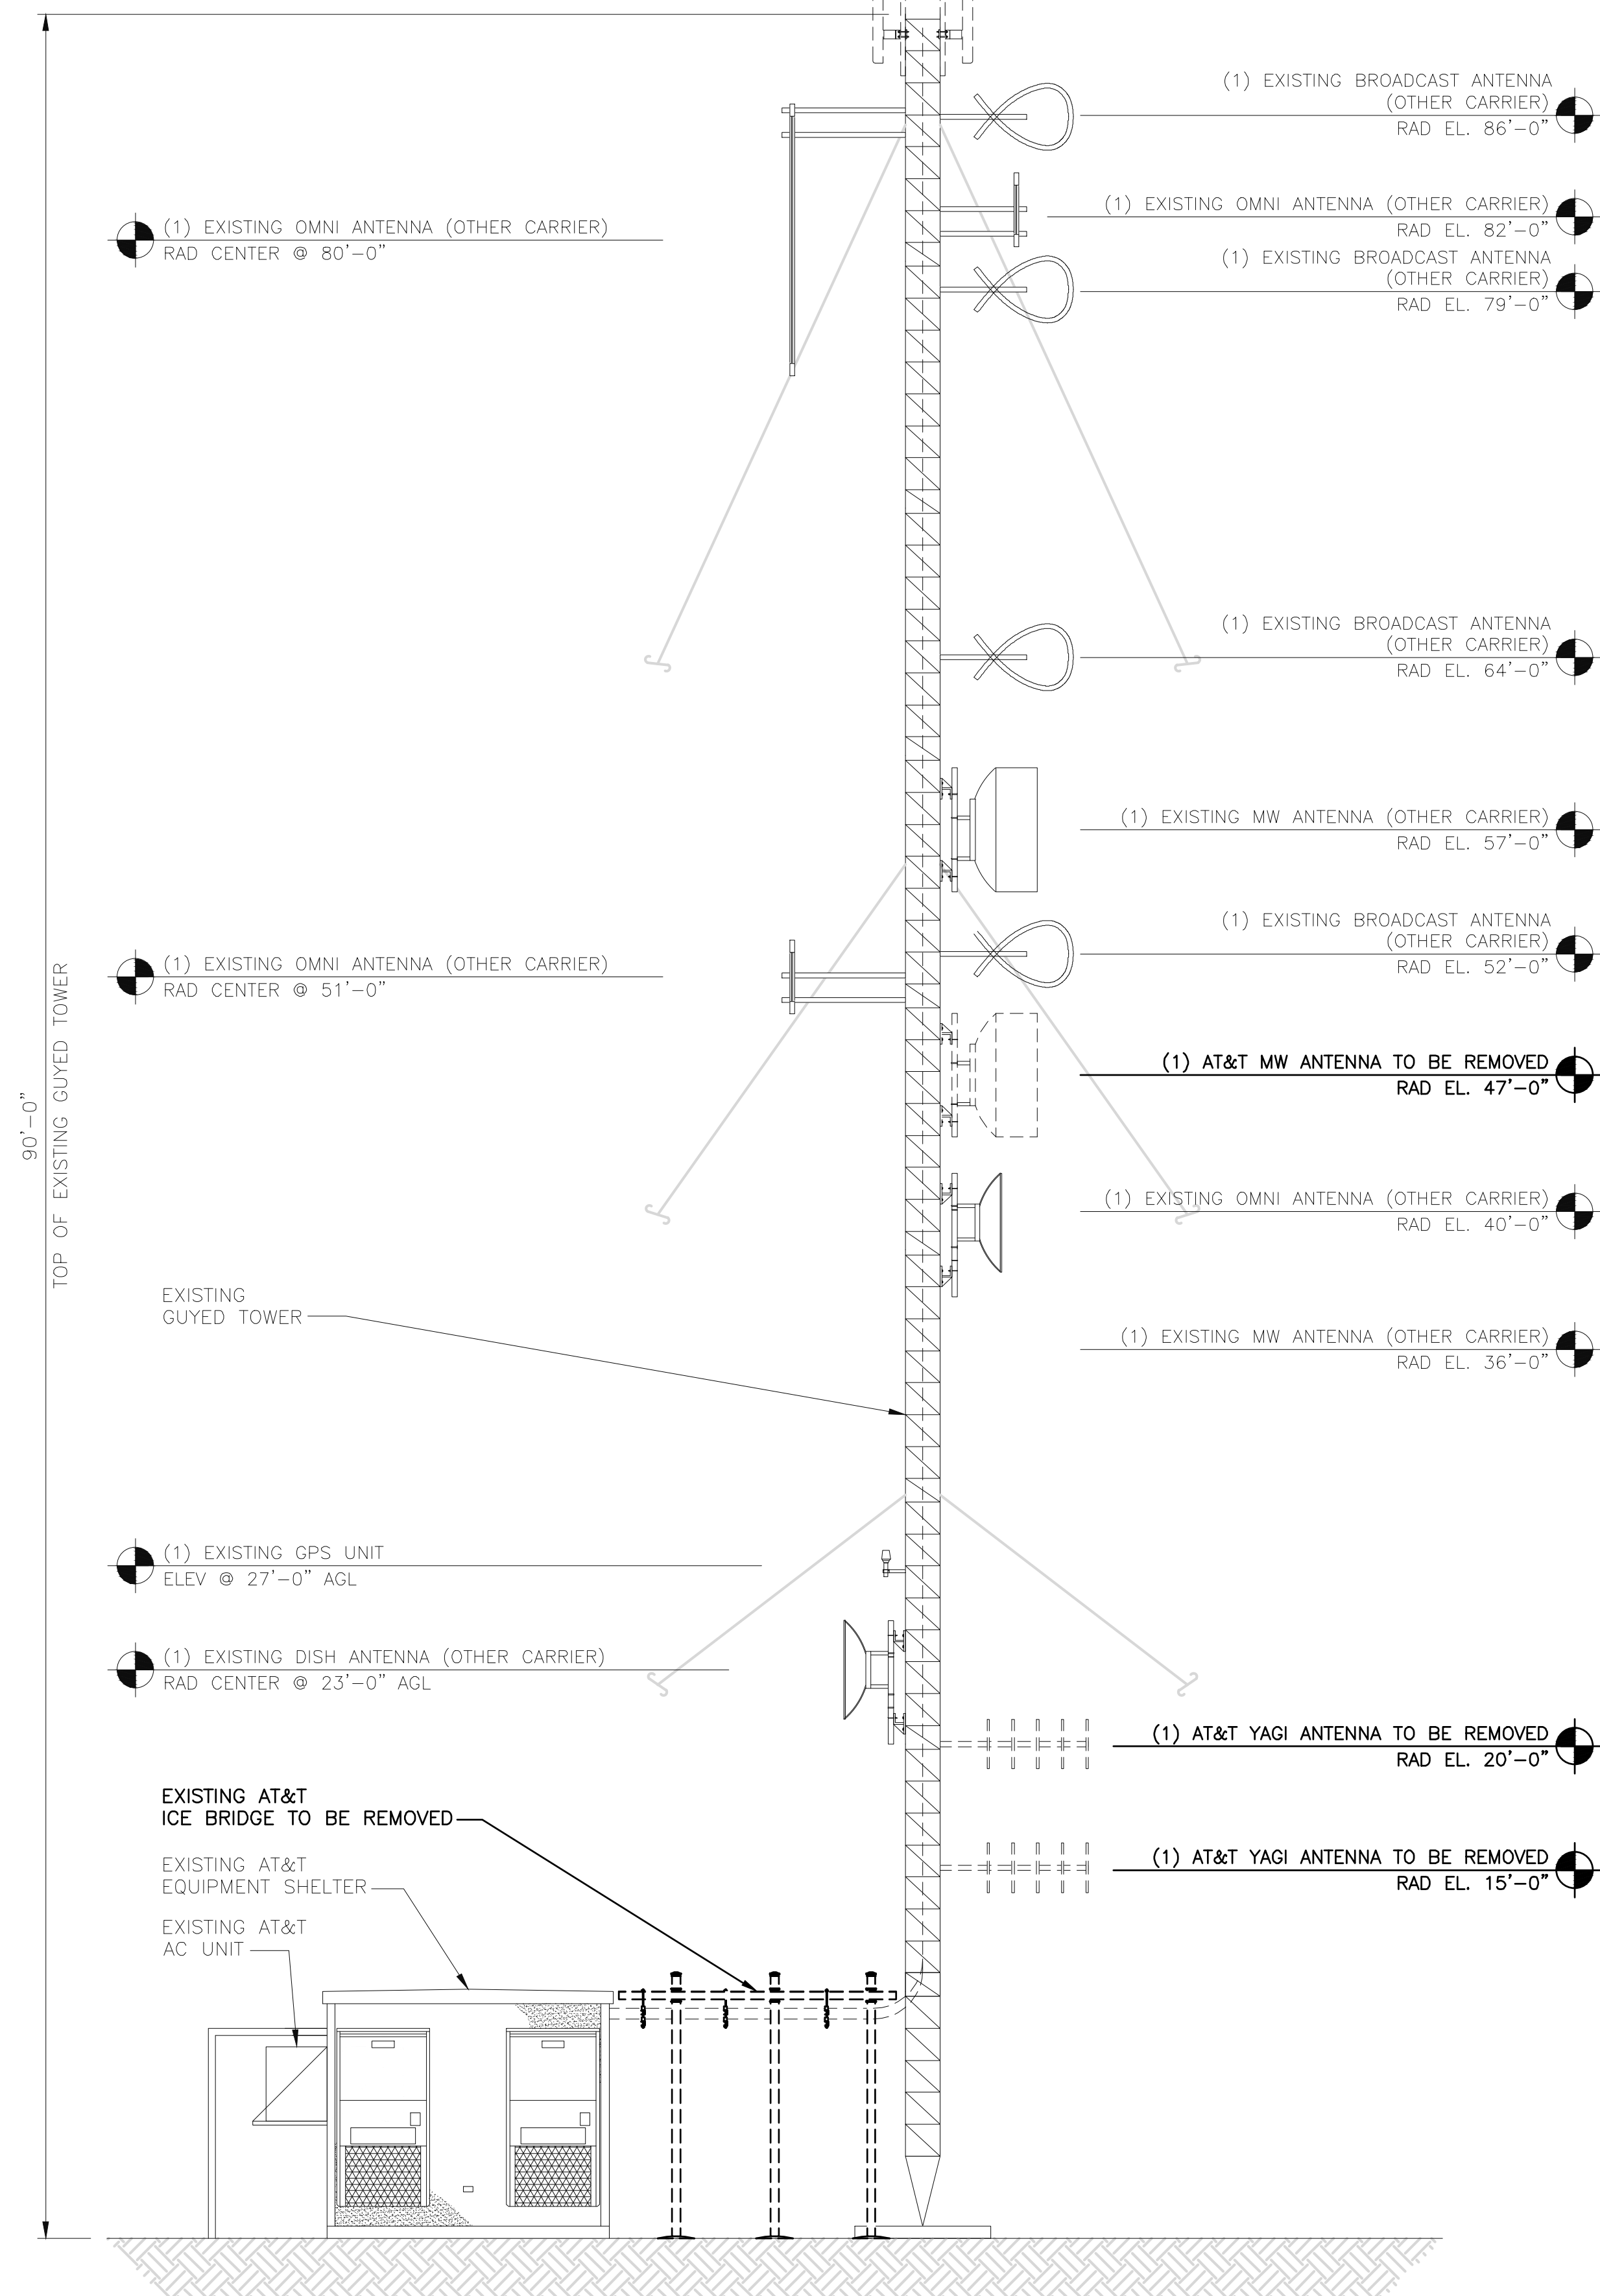 (1) EXISTING BROADCAST ANTENNA
(OTHER CARRIER)
RAD EL. 86'-0"
(1) EXISTING OMNI ANTENNA (OTHER CARRIER)
RAD EL. 82'-0"
(1) EXISTING OMNI ANTENNA (OTHER CARRIER)
RAD CENTER @ 80'-0"
(1) EXISTING BROADCAST ANTENNA
(OTHER CARRIER)
RAD EL. 79'-0"
(1) EXISTING BROADCAST ANTENNA
(OTHER CARRIER)
RAD EL. 64'-0"
(1) EXISTING MW ANTENNA (OTHER CARRIER)
RAD EL. 57'-0"
(1) EXISTING BROADCAST ANTENNA
(OTHER CARRIER)
RAD EL. 52'-0"
(1) EXISTING OMNI ANTENNA (OTHER CARRIER)
RAD CENTER @ 51'-0"
(1) AT&T MW ANTENNA TO BE REMOVED
RAD EL. 47'-0"
90'-0"
TOP OF EXISTING GUYED TOWER
(1) EXISTING OMNI ANTENNA (OTHER CARRIER)
RAD EL. 40'-0"
EXISTING
GUYED TOWER
(1) EXISTING MW ANTENNA (OTHER CARRIER)
RAD EL. 36'-0"
(1) EXISTING GPS UNIT
ELEV @ 27'-0" AGL
(1) EXISTING DISH ANTENNA (OTHER CARRIER)
RAD CENTER @ 23'-0" AGL
(1) AT&T YAGI ANTENNA TO BE REMOVED
RAD EL. 20'-0"
EXISTING AT&T
ICE BRIDGE TO BE REMOVED
(1) AT&T YAGI ANTENNA TO BE REMOVED
RAD EL. 15'-0"
EXISTING AT&T
EQUIPMENT SHELTER
EXISTING AT&T
AC UNIT